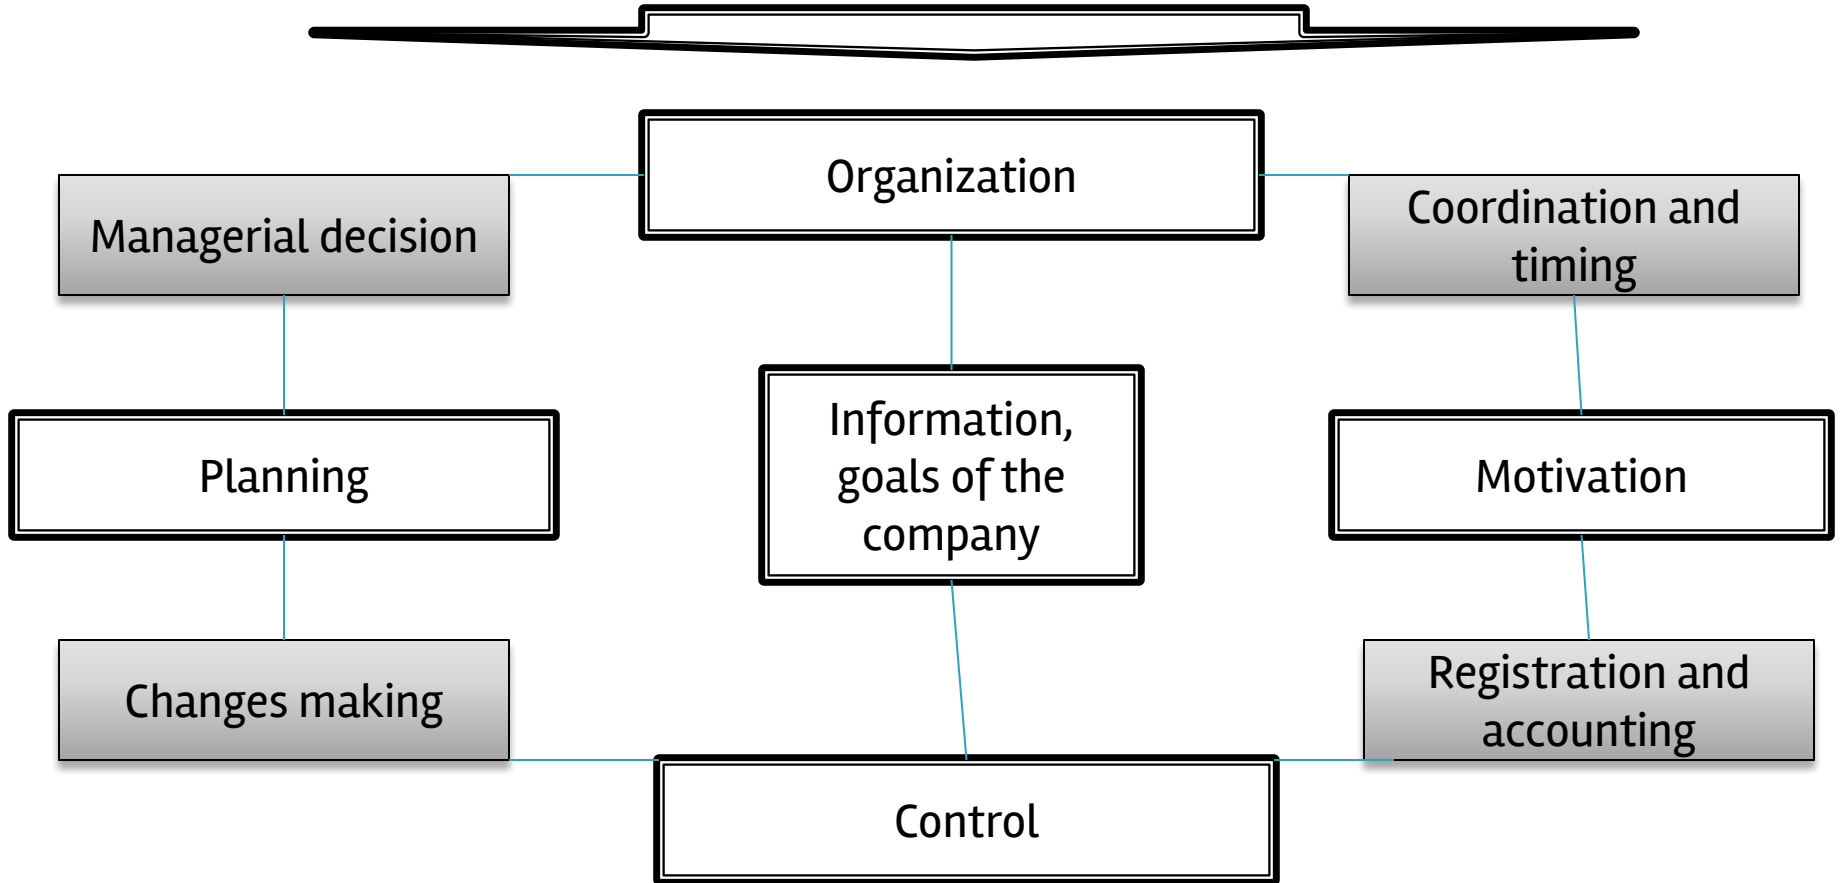 Organization
Managerial decision
Coordination and
timing
Information,
goals of the
company
Planning
Motivation
Changes making
Registration and
accounting
Control